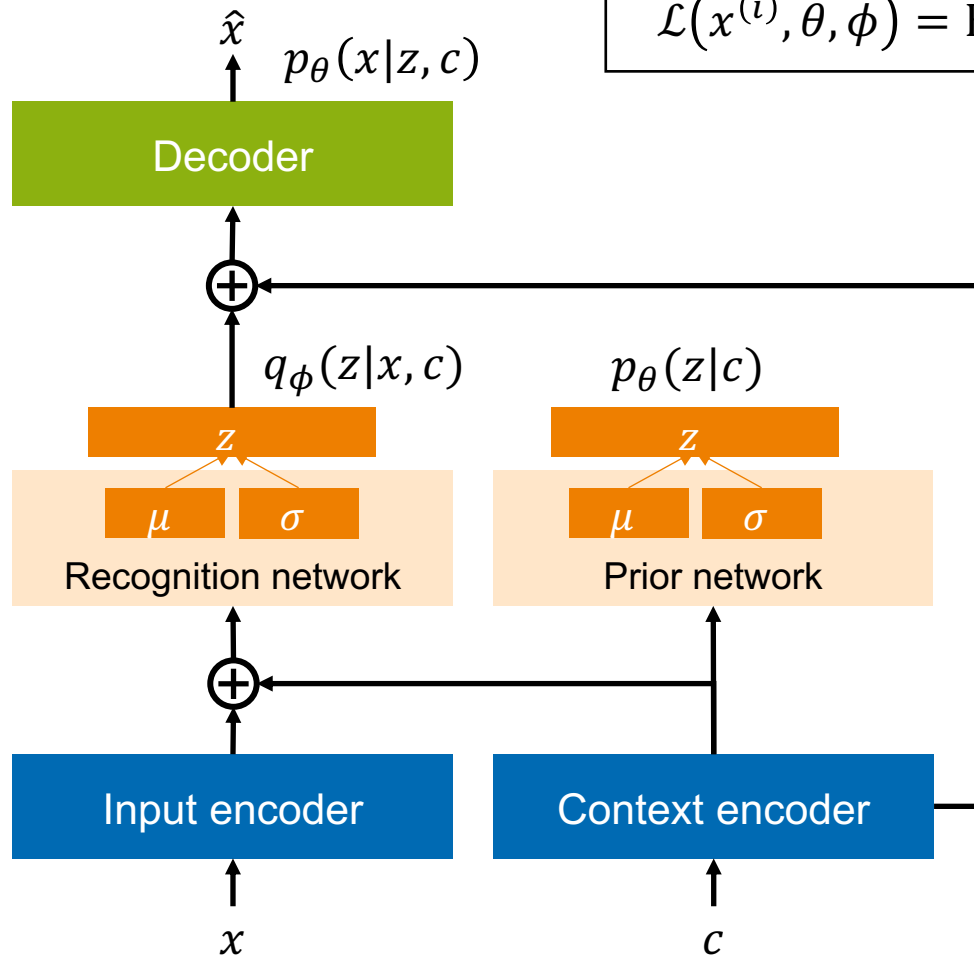 x̂
p_θ(x|z, c)
ℒ(x^(i), θ, ϕ) =
Decoder
q_ϕ(z|x, c)
p_θ(z|c)
z
z
μ
σ
μ
σ
Recognition network
Prior network
Input encoder
Context encoder
x
c